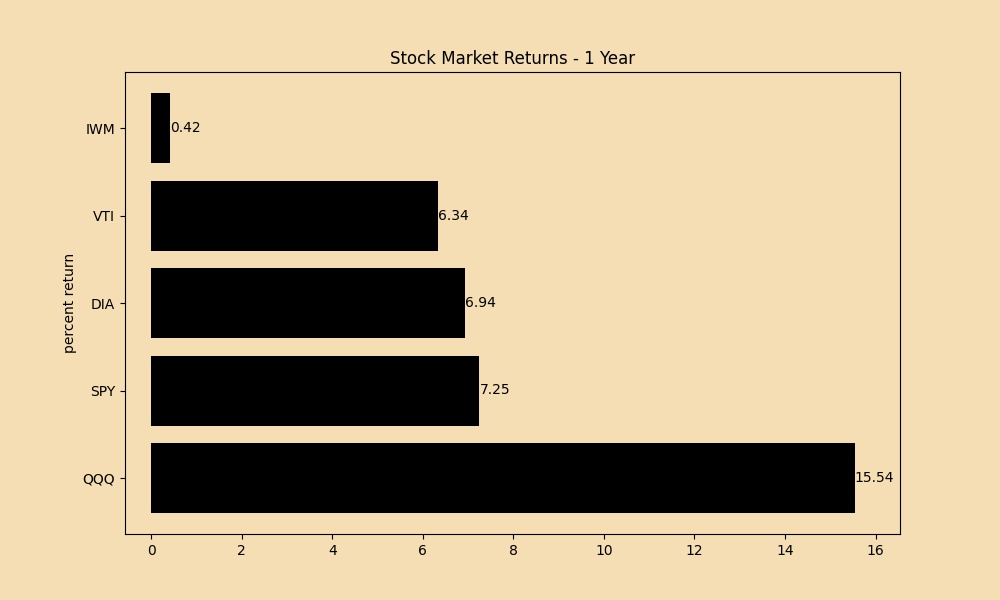 Stock Market Returns - 1 Year
percent return
IWM 0.42
VTI 6.34
DIA 6.94
SPY 7.25
QQQ 15.54
0 2 4 6 8 10 12 14 16